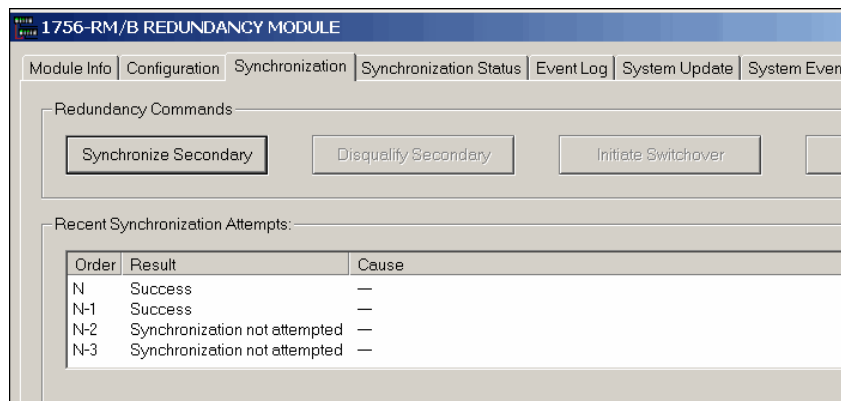 1756-RM/B REDUNDANCY MODULE
Module Info Configuration Synchronization Synchronization Status Event Log System Update System Even
Redundancy Commands
Synchronize Secondary Disqualify Secondary Initiate Switchover
Recent Synchronization Attempts:
Order Result Cause
N Success —
N-1 Success —
N-2 Synchronization not attempted —
N-3 Synchronization not attempted —